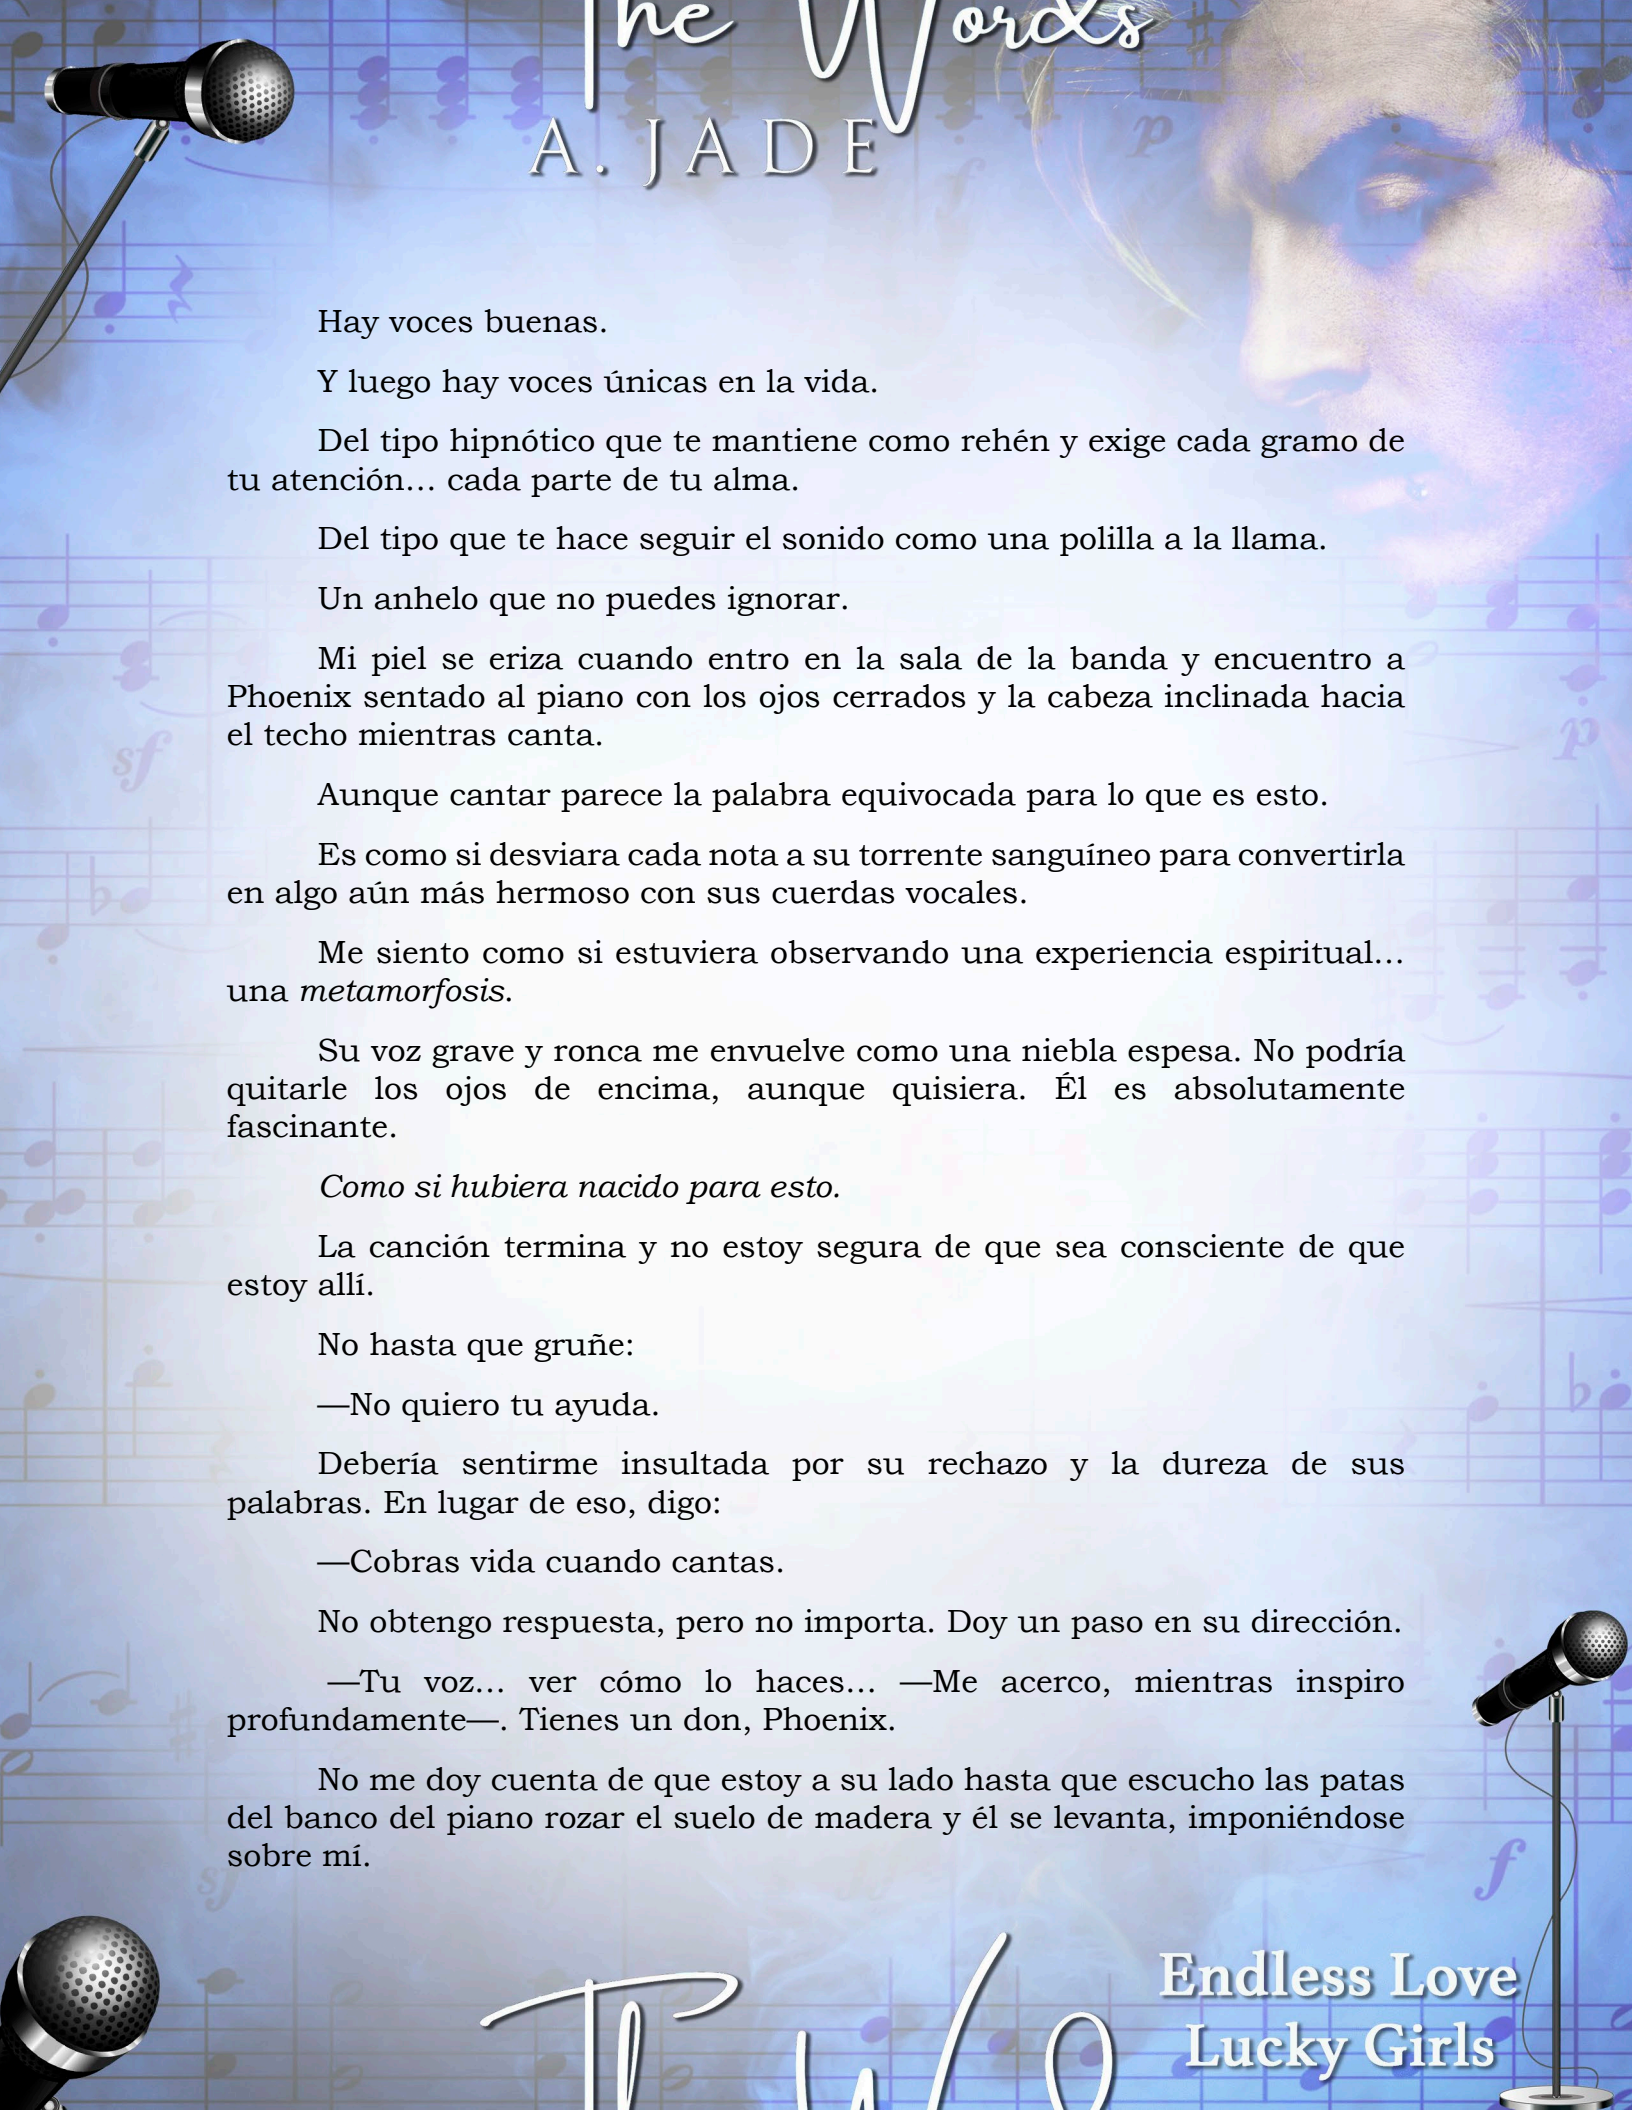 The Words
A. JADE
Hay voces buenas.
Y luego hay voces únicas en la vida.
Del tipo hipnótico que te mantiene como rehén y exige cada gramo de
tu atención… cada parte de tu alma.
Del tipo que te hace seguir el sonido como una polilla a la llama.
Un anhelo que no puedes ignorar.
Mi piel se eriza cuando entro en la sala de la banda y encuentro a
Phoenix sentado al piano con los ojos cerrados y la cabeza inclinada hacia
el techo mientras canta.
Aunque cantar parece la palabra equivocada para lo que es esto.
Es como si desviara cada nota a su torrente sanguíneo para convertirla
en algo aún más hermoso con sus cuerdas vocales.
Me siento como si estuviera observando una experiencia espiritual…
una metamorfosis.
Su voz grave y ronca me envuelve como una niebla espesa. No podría
quitarle los ojos de encima, aunque quisiera. Él es absolutamente
fascinante.
Como si hubiera nacido para esto.
La canción termina y no estoy segura de que sea consciente de que
estoy allí.
No hasta que gruñe:
—No quiero tu ayuda.
Debería sentirme insultada por su rechazo y la dureza de sus
palabras. En lugar de eso, digo:
—Cobras vida cuando cantas.
No obtengo respuesta, pero no importa. Doy un paso en su dirección.
—Tu voz… ver cómo lo haces… —Me acerco, mientras inspiro
profundamente—. Tienes un don, Phoenix.
No me doy cuenta de que estoy a su lado hasta que escucho las patas
del banco del piano rozar el suelo de madera y él se levanta, imponiéndose
sobre mí.
Endless Love
Lucky Girls